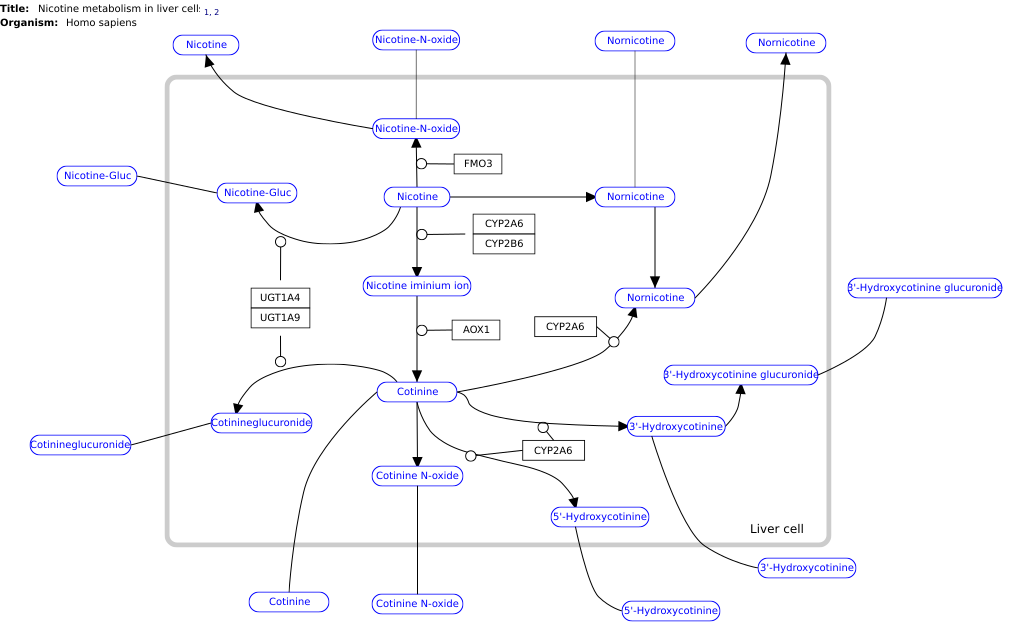 Title: Nicotine metabolism in liver cells 1, 2
Organism: Homo sapiens
Nicotine
Nicotine-N-oxide
Nornicotine
Nornicotine
Nicotine-N-oxide
FMO3
Nicotine-Gluc
Nicotine-Gluc
Nicotine
Nornicotine
CYP2A6
CYP2B6
Nicotine iminium ion
3'-Hydroxycotinine glucuronide
UGT1A4
UGT1A9
Nornicotine
CYP2A6
AOX1
3'-Hydroxycotinine glucuronide
Cotinine
Cotinineglucuronide
3'-Hydroxycotinine
Cotinineglucuronide
CYP2A6
Cotinine N-oxide
5'-Hydroxycotinine
Liver cell
3'-Hydroxycotinine
Cotinine
Cotinine N-oxide
5'-Hydroxycotinine